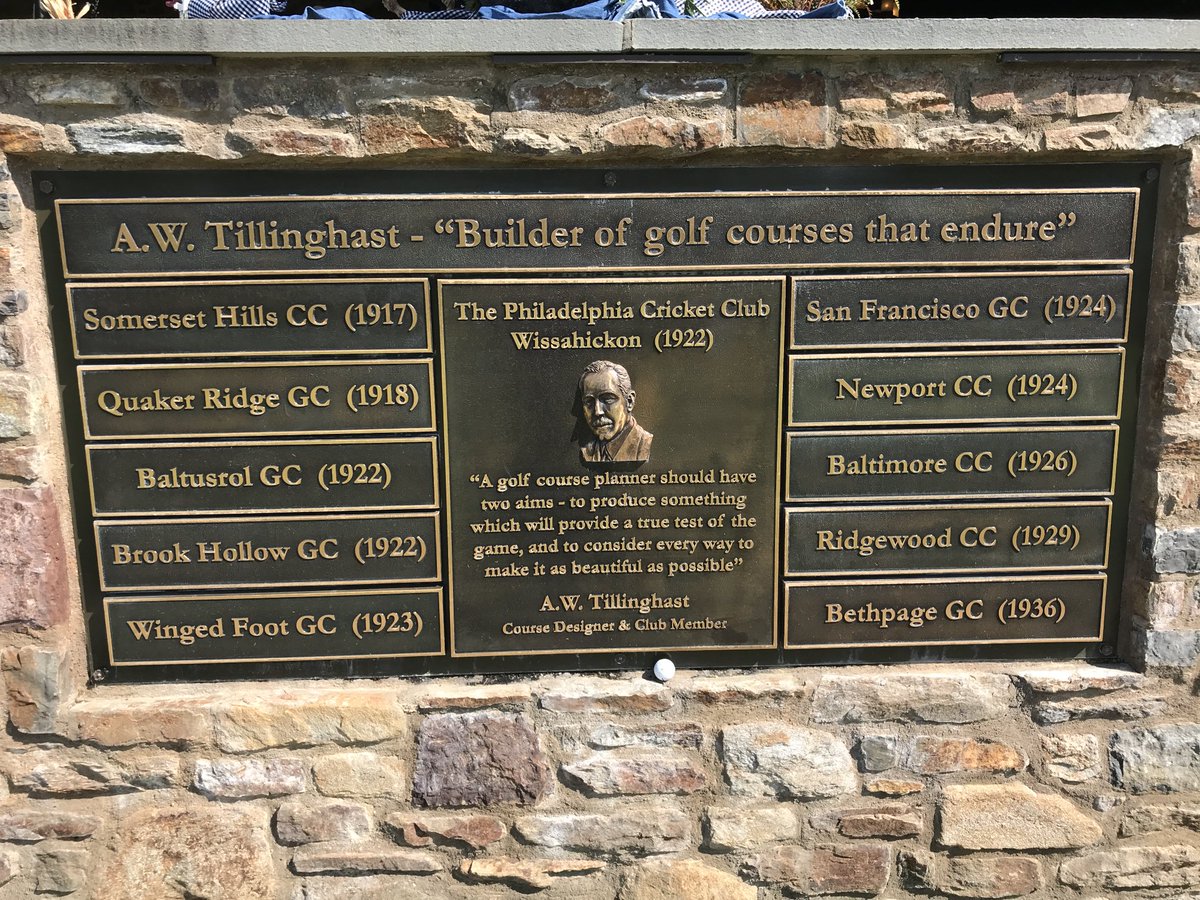 A.W. Tillinghast - “Builder of golf courses that endure”
Somerset Hills CC (1917)
Quaker Ridge GC (1918)
Baltusrol GC (1922)
Brook Hollow GC (1922)
Winged Foot GC (1923)
The Philadelphia Cricket Club
Wissahickon (1922)
“A golf course planner should have
two aims - to produce something
which will provide a true test of the
game, and to consider every way to
make it as beautiful as possible”
A.W. Tillinghast
Course Designer & Club Member
San Francisco GC (1924)
Newport CC (1924)
Baltimore CC (1926)
Ridgewood CC (1929)
Bethpage GC (1936)